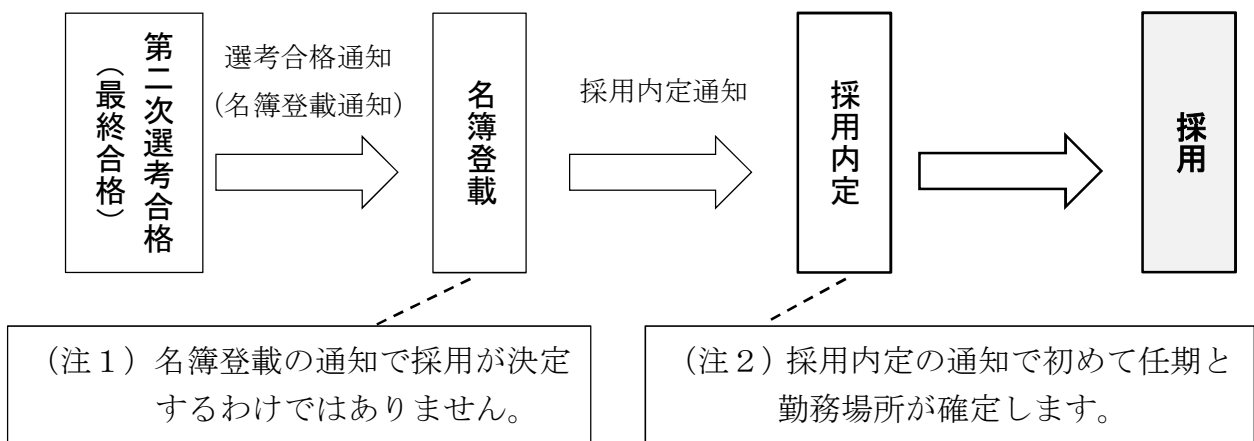 第二次選考合格
（最終合格）
選考合格通知
（名簿登載通知）
名簿登載
採用内定通知
採用内定
採用
（注１）名簿登載の通知で採用が決定
するわけではありません。
（注２）採用内定の通知で初めて任期と
勤務場所が確定します。